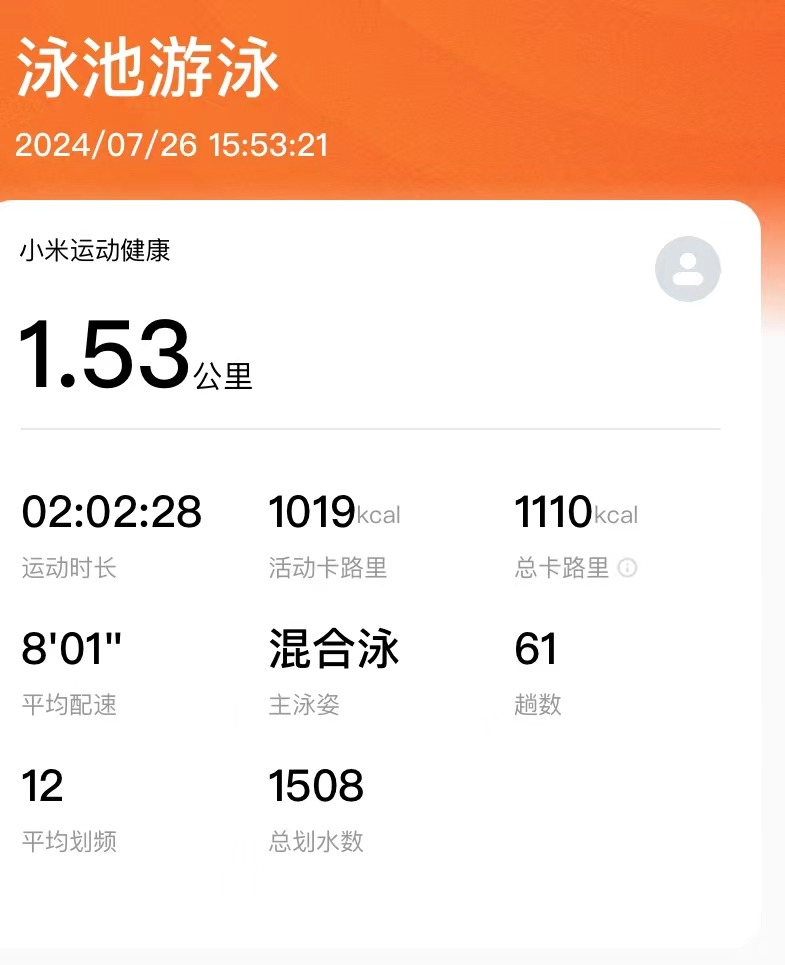 泳池游泳
2024/07/26 15:53:21
小米运动健康
1.53公里
02:02:28 1019kcal 1110kcal
运动时长 活动卡路里 总卡路里
8'01" 混合泳 61
平均配速 主泳姿 趟数
12 1508
平均划频 总划水数